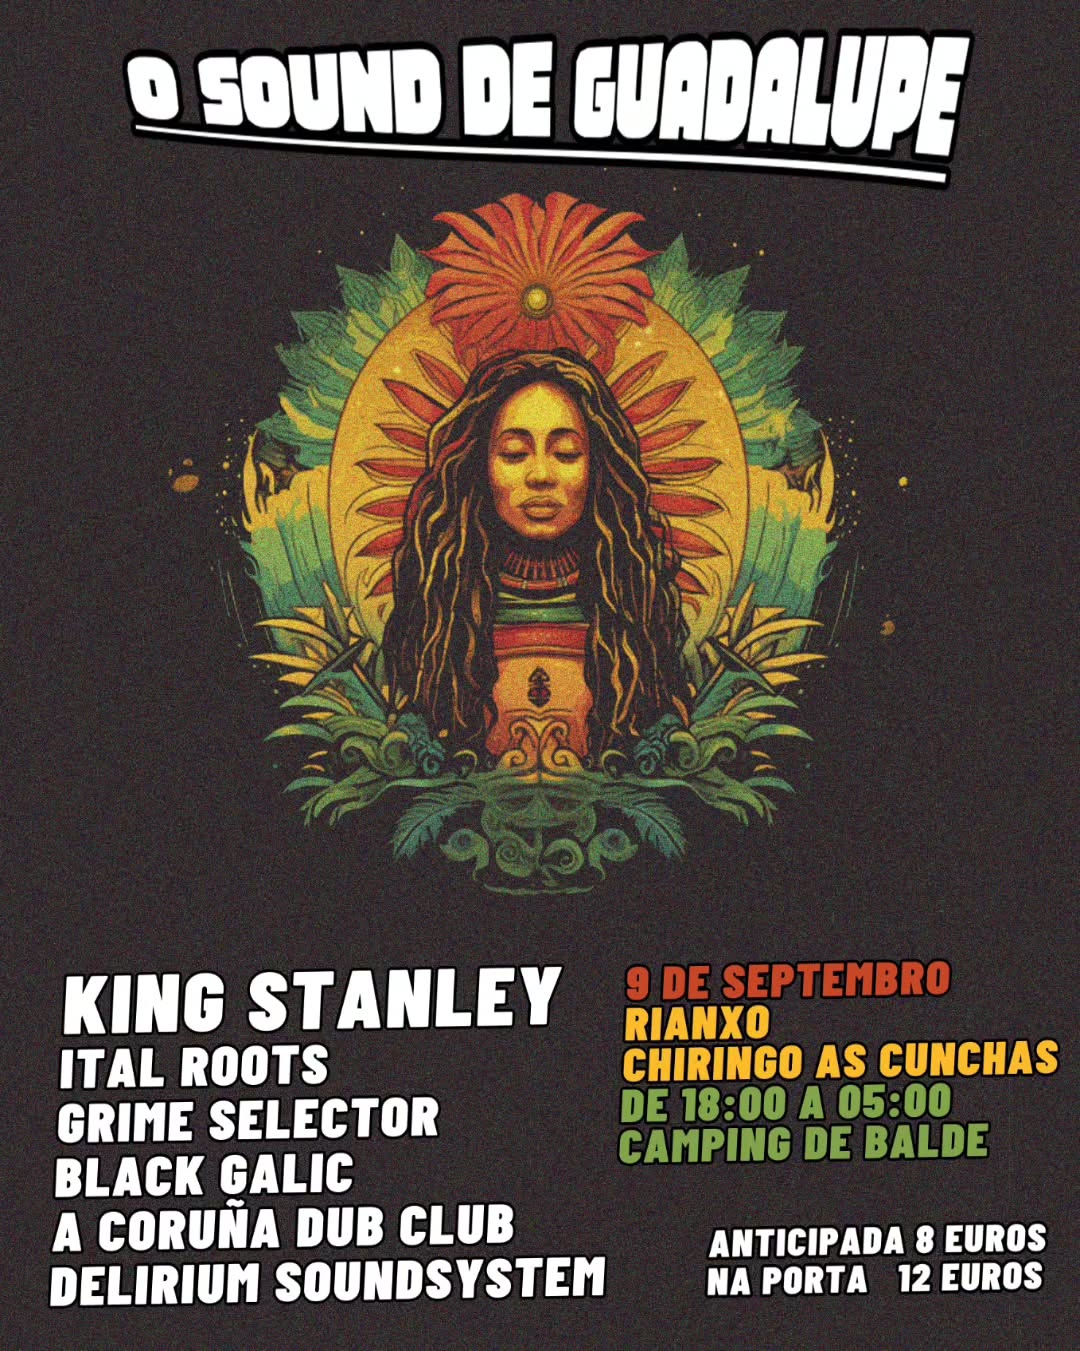 O SOUND DE GUADALUPE
KING STANLEY
ITAL ROOTS
GRIME SELECTOR
BLACK GALIC
A CORUÑA DUB CLUB
DELIRIUM SOUNDSYSTEM
9 DE SEPTEMBRO
RIANXO
CHIRINGO AS CUNCHAS
DE 18:00 A 05:00
CAMPING DE BALDE
ANTICIPADA 8 EUROS
NA PORTA 12 EUROS